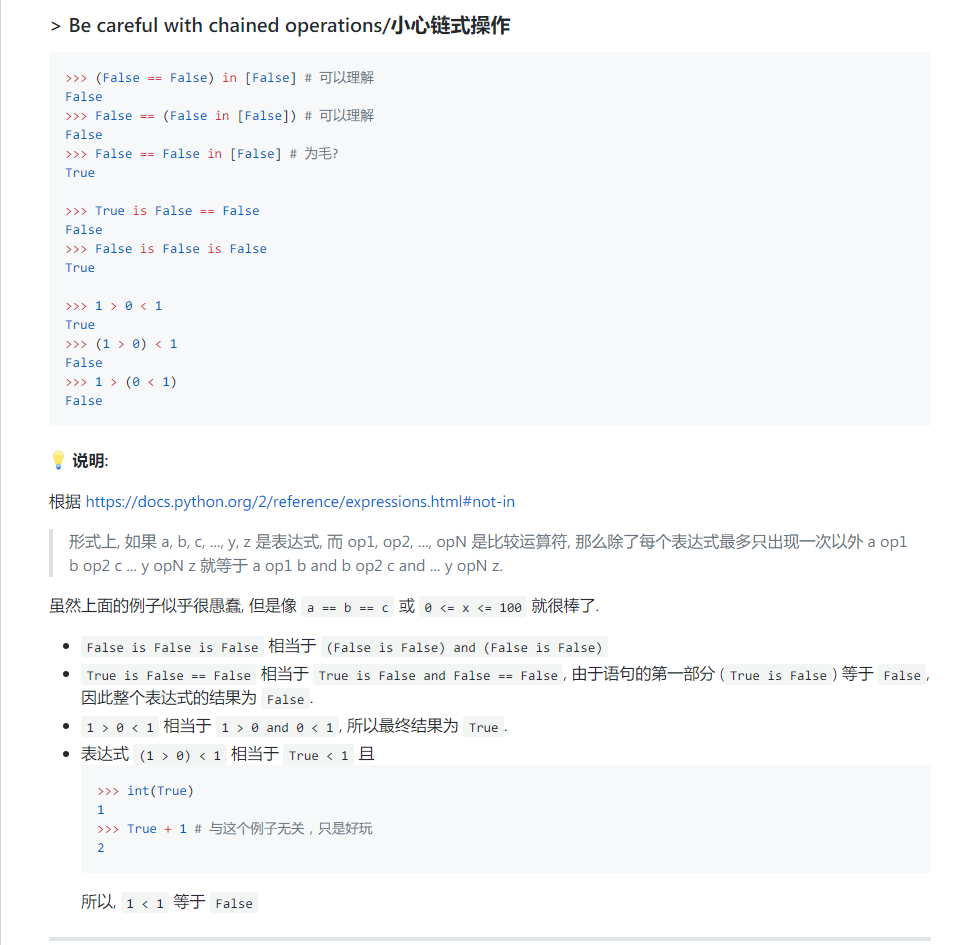 > Be careful with chained operations/小心链式操作
>>> (False == False) in [False] # 可以理解
False
>>> False == (False in [False]) # 可以理解
False
>>> False == False in [False] # 为毛?
True
>>> True is False == False
False
>>> False is False is False
True
>>> 1 > 0 < 1
True
>>> (1 > 0) < 1
False
>>> 1 > (0 < 1)
False
💡 说明:
根据 https://docs.python.org/2/reference/expressions.html#not-in
形式上, 如果 a, b, c, ..., y, z 是表达式, 而 op1, op2, ..., opN 是比较运算符, 那么除了每个表达式最多只出现一次以外 a op1
b op2 c ... y opN z 就等于 a op1 b and b op2 c and ... y opN z.
虽然上面的例子似乎很愚蠢, 但是像 a == b == c 或 0 <= x <= 100 就很棒了.
• False is False is False 相当于 (False is False) and (False is False)
• True is False == False 相当于 True is False and False == False, 由于语句的第一部分 ( True is False ) 等于 False,
因此整个表达式的结果为 False.
• 1 > 0 < 1 相当于 1 > 0 and 0 < 1, 所以最终结果为 True.
• 表达式 (1 > 0) < 1 相当于 True < 1 且
>>> int(True)
1
>>> True + 1 # 与这个例子无关，只是好玩
2
所以, 1 < 1 等于 False